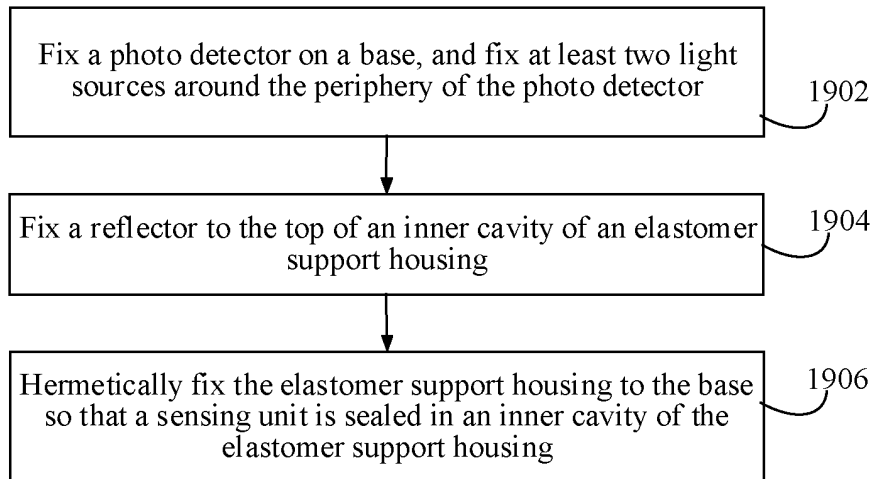 Fix a photo detector on a base, and fix at least two light
sources around the periphery of the photo detector
1902
Fix a reflector to the top of an inner cavity of an elastomer
support housing
1904
Hermetically fix the elastomer support housing to the base
so that a sensing unit is sealed in an inner cavity of the
elastomer support housing
1906